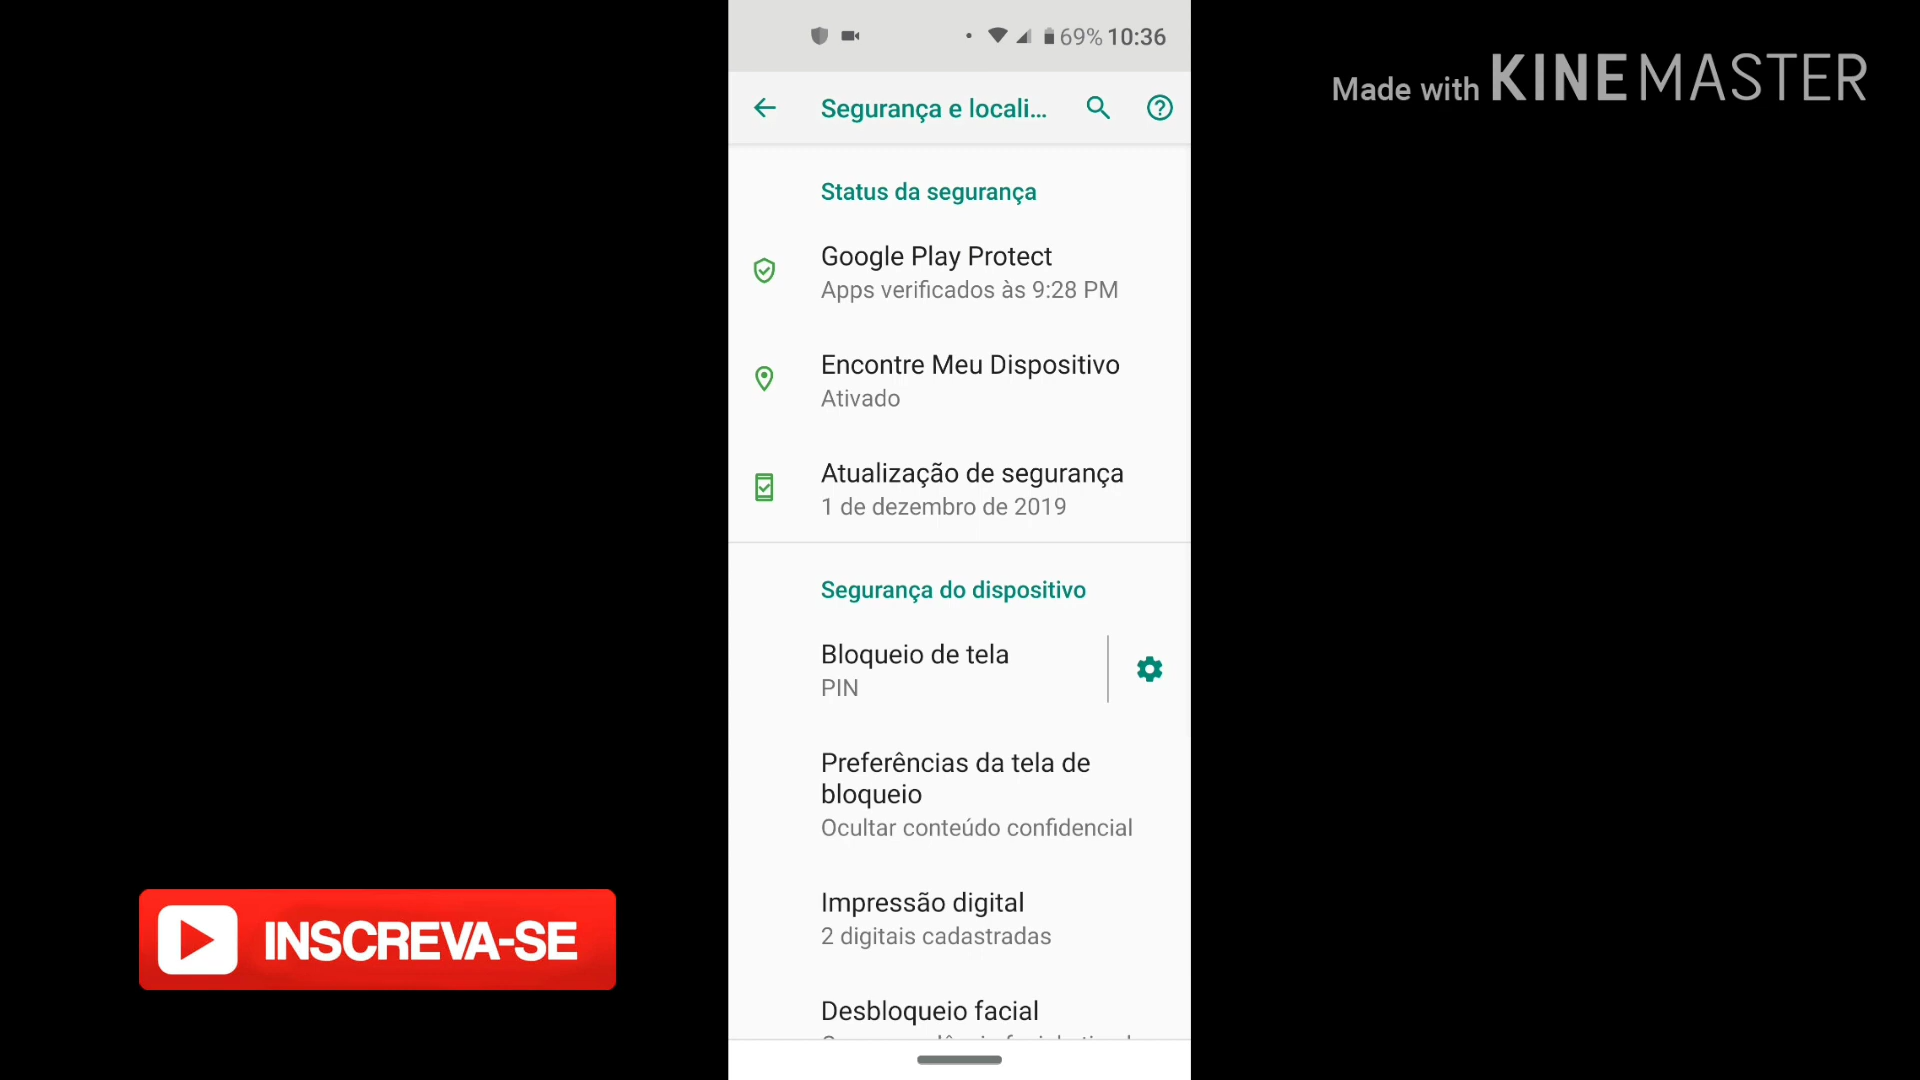 69% 10:36
Made with KINEMASTER
Segurança e locali...
Status da segurança
Google Play Protect
Apps verificados às 9:28 PM
Encontre Meu Dispositivo
Ativado
Atualização de segurança
1 de dezembro de 2019
Segurança do dispositivo
Bloqueio de tela
PIN
Preferências da tela de
bloqueio
Ocultar conteúdo confidencial
Impressão digital
2 digitais cadastradas
INSCREVA-SE
Desbloqueio facial